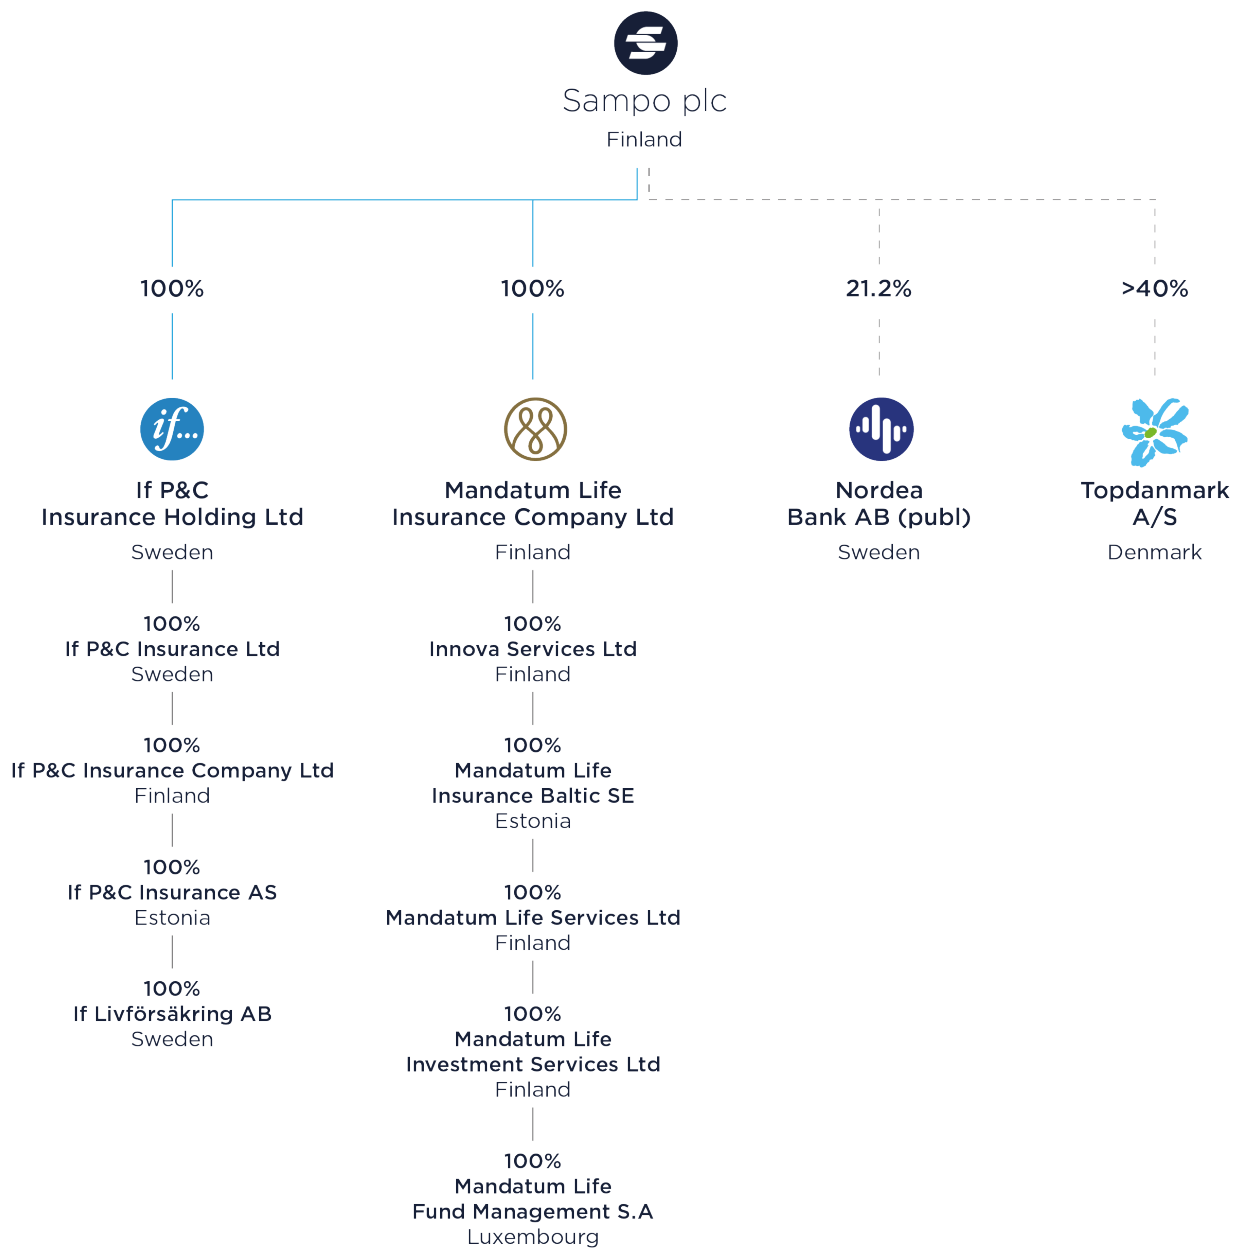 Sampo plc
Finland
100%
100%
21.2%
>40%
if...
If P&C
Insurance Holding Ltd
Sweden
100%
If P&C Insurance Ltd
Sweden
100%
If P&C Insurance Company Ltd
Finland
100%
If P&C Insurance AS
Estonia
100%
If Livförsäkring AB
Sweden
Mandatum Life
Insurance Company Ltd
Finland
100%
Innova Services Ltd
Finland
100%
Mandatum Life
Insurance Baltic SE
Estonia
100%
Mandatum Life Services Ltd
Finland
100%
Mandatum Life
Investment Services Ltd
Finland
100%
Mandatum Life
Fund Management S.A
Luxembourg
Nordea
Bank AB (publ)
Sweden
Topdanmark
A/S
Denmark